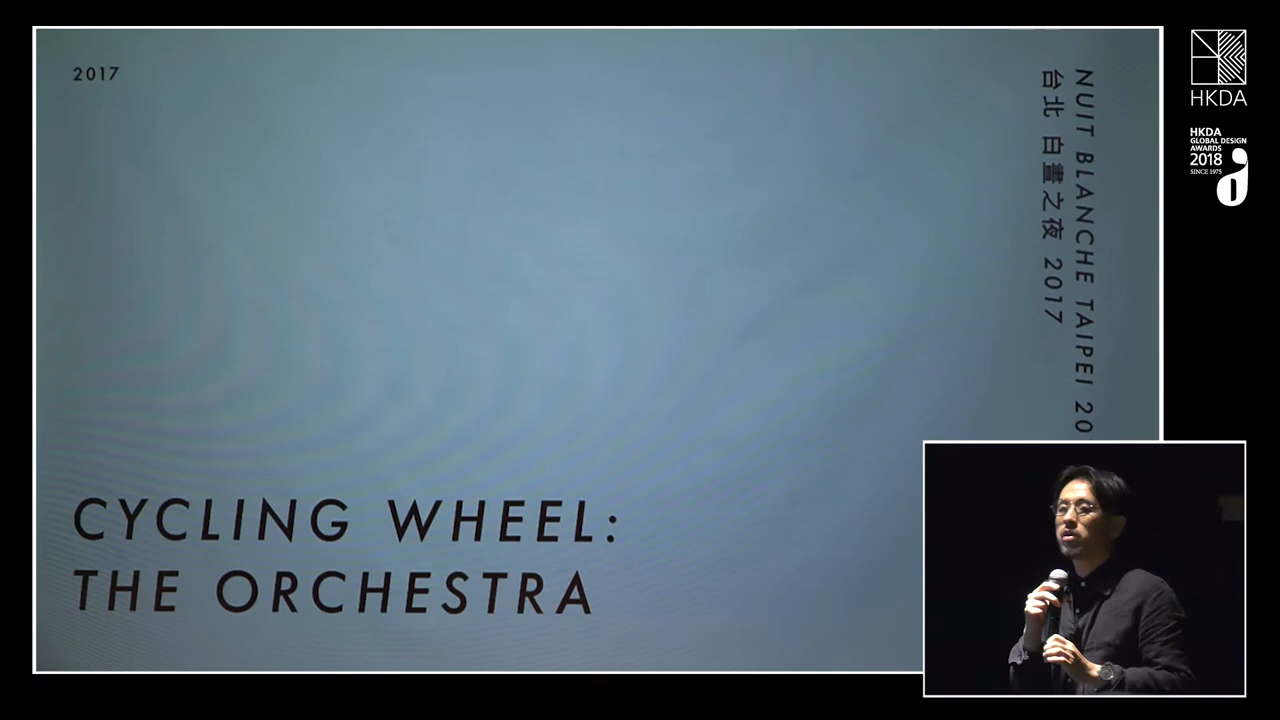 2017
NUIT BLANCHE TAIPEI 20
台北 白晝之夜 2017
CYCLING WHEEL:
THE ORCHESTRA
HKDA
HKDA
GLOBAL DESIGN
AWARDS
2018
SINCE 1975